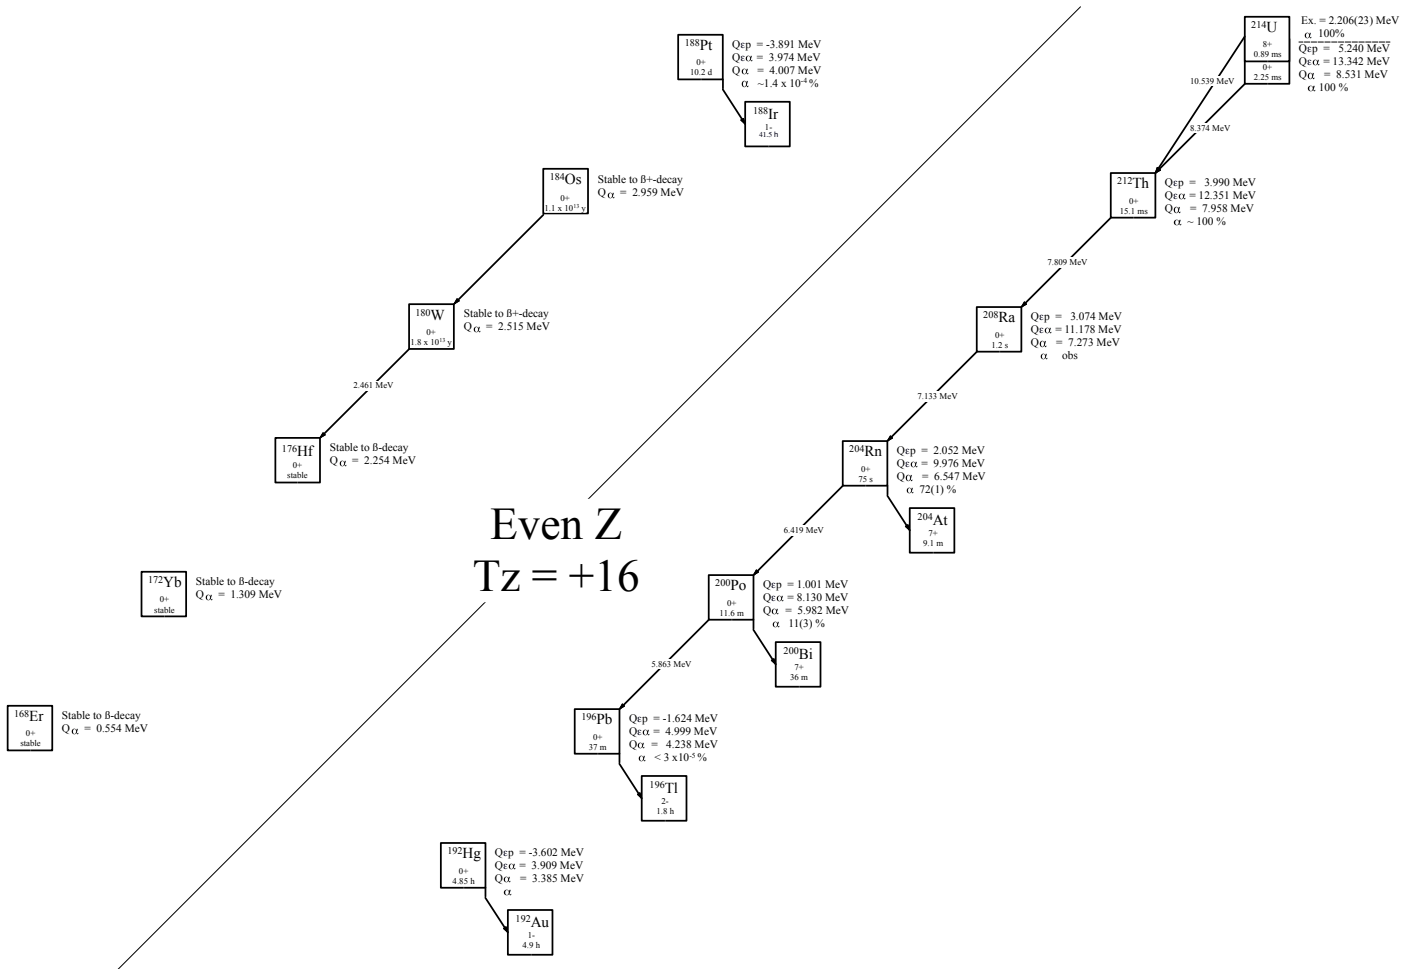 ¹⁸⁸Pt
0+
10.2 d
Qεp = -3.891 MeV
Qεα = 3.974 MeV
Qα = 4.007 MeV
α ~1.4 x 10⁻⁴ %
¹⁸⁸Ir
1-
41.5 h
²¹⁴U
8+
0.89 ms
0+
2.25 ms
Ex. = 2.206(23) MeV
α 100%
Qεp = 5.240 MeV
Qεα = 13.342 MeV
Qα = 8.531 MeV
α 100 %
10.539 MeV
8.374 MeV
¹⁸⁴Os
0+
1.1 x 10¹³ y
Stable to ß+-decay
Qα = 2.959 MeV
²¹²Th
0+
15.1 ms
Qεp = 3.990 MeV
Qεα = 12.351 MeV
Qα = 7.958 MeV
α ~ 100 %
7.809 MeV
¹⁸⁰W
0+
1.8 x 10¹³ y
Stable to ß+-decay
Qα = 2.515 MeV
²⁰⁸Ra
0+
1.2 s
Qεp = 3.074 MeV
Qεα = 11.178 MeV
Qα = 7.273 MeV
α obs
2.461 MeV
7.133 MeV
¹⁷⁶Hf
0+
stable
Stable to ß-decay
Qα = 2.254 MeV
²⁰⁴Rn
0+
75 s
Qεp = 2.052 MeV
Qεα = 9.976 MeV
Qα = 6.547 MeV
α 72(1) %
²⁰⁴At
7+
9.1 m
Even Z
Tz = +16
6.419 MeV
¹⁷²Yb
0+
stable
Stable to ß-decay
Qα = 1.309 MeV
²⁰⁰Po
0+
11.6 m
Qεp = 1.001 MeV
Qεα = 8.130 MeV
Qα = 5.982 MeV
α 11(3) %
²⁰⁰Bi
7+
36 m
5.863 MeV
¹⁶⁸Er
0+
stable
Stable to ß-decay
Qα = 0.554 MeV
¹⁹⁶Pb
0+
37 m
Qεp = -1.624 MeV
Qεα = 4.999 MeV
Qα = 4.238 MeV
α < 3 x10⁻⁵ %
¹⁹⁶Tl
2-
1.8 h
¹⁹²Hg
0+
4.85 h
Qεp = -3.602 MeV
Qεα = 3.909 MeV
Qα = 3.385 MeV
α
¹⁹²Au
1-
4.9 h